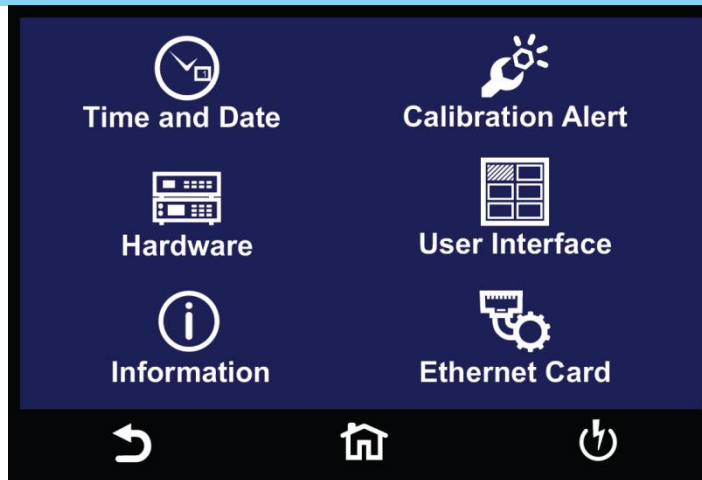 Time and Date
Calibration Alert
Hardware
User Interface
Information
Ethernet Card